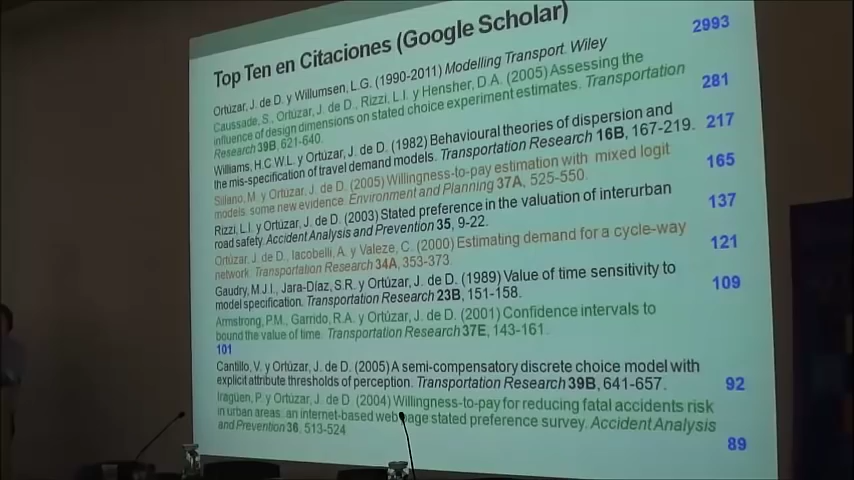 Top Ten en Citaciones (Google Scholar)
Ortúzar, J. de D. y Willumsen, L.G. (1990-2011) Modelling Transport. Wiley 2993
Caussade, S., Ortúzar, J. de D., Rizzi, L.I. y Hensher, D.A. (2005) Assessing the
influence of design dimensions on stated choice experiment estimates. Transportation 281
Research 39B, 621-640.
Williams, H.C.W.L. y Ortúzar, J. de D. (1982) Behavioural theories of dispersion and
the mis-specification of travel demand models. Transportation Research 16B, 167-219. 217
Sillano, M. y Ortúzar, J. de D. (2005) Willingness-to-pay estimation with mixed logit
models: some new evidence. Environment and Planning 37A, 525-550. 165
Rizzi, L.I. y Ortúzar, J. de D. (2003) Stated preference in the valuation of interurban
road safety. Accident Analysis and Prevention 35, 9-22. 137
Ortúzar, J. de D., Iacobelli, A. y Valeze, C. (2000) Estimating demand for a cycle-way
network. Transportation Research 34A, 353-373. 121
Gaudry, M.J.I., Jara-Díaz, S.R. y Ortúzar, J. de D. (1989) Value of time sensitivity to
model specification. Transportation Research 23B, 151-158. 109
Armstrong, P.M., Garrido, R.A. y Ortúzar, J. de D. (2001) Confidence intervals to
bound the value of time. Transportation Research 37E, 143-161.
101
Cantillo, V. y Ortúzar, J. de D. (2005) A semi-compensatory discrete choice model with
explicit attribute thresholds of perception. Transportation Research 39B, 641-657. 92
Iragüen, P. y Ortúzar, J. de D. (2004) Willingness-to-pay for reducing fatal accidents risk
in urban areas: an internet-based web page stated preference survey. Accident Analysis
and Prevention 36, 513-524 89